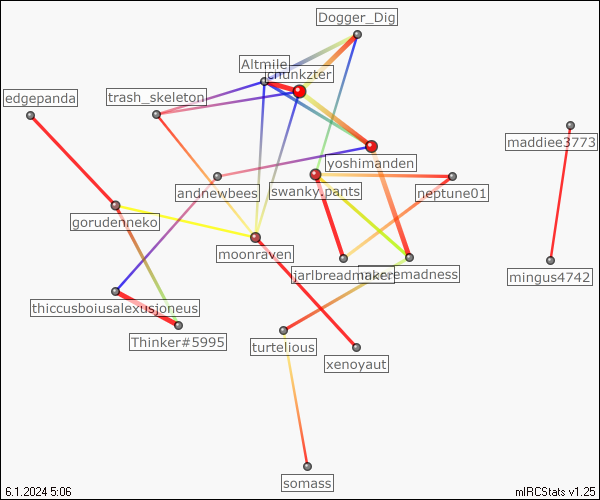 Dogger_Dig
Altmile
chunkzter
edgepanda
trash_skeleton
maddiee3773
yoshimanden
andnewbees
swanky.pants
neptune01
gorudenneko
moonraven
jarlbreadmaker
mingus4742
thiccusboiusalexusjoneus
Thinker#5995
turtelious
xenoyaut
somass
6.1.2024 5:06
mIRCStats v1.25